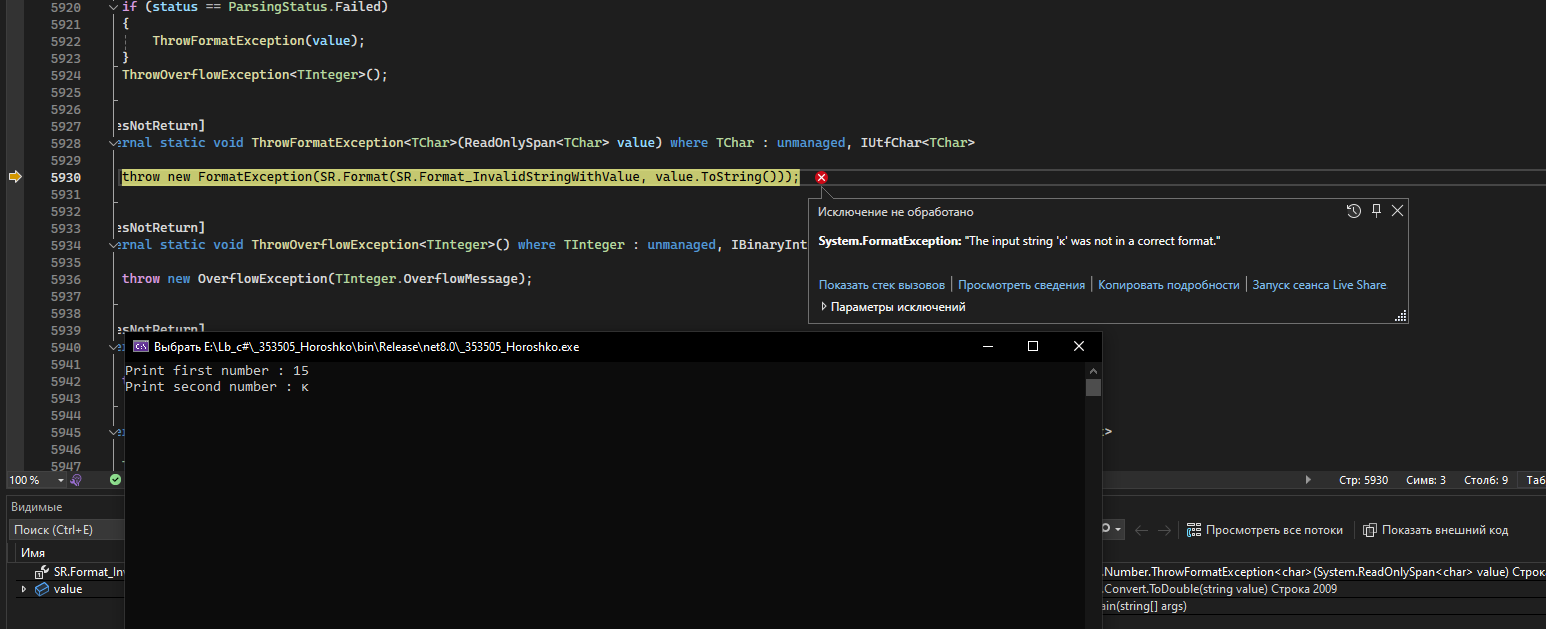 5920 if (status == ParsingStatus.Failed)
5921 {
5922 ThrowFormatException(value);
5923 }
5924 ThrowOverflowException<TInteger>();
5925
5926
5927 esNotReturn]
5928 ernal static void ThrowFormatException<TChar>(ReadOnlySpan<TChar> value) where TChar : unmanaged, IUtfChar<TChar>
5929
5930 throw new FormatException(SR.Format(SR.Format_InvalidStringWithValue, value.ToString()));
5931
5932
5933 esNotReturn]
5934 ernal static void ThrowOverflowException<TInteger>() where TInteger : unmanaged, IBinaryInt
5935
5936 throw new OverflowException(TInteger.OverflowMessage);
5937
5938
5939 esNotReturn]
5940
5941
5942
5943
5944
5945
5946
5947
Исключение не обработано
System.FormatException: "The input string 'к' was not in a correct format."
Показать стек вызовов | Просмотреть сведения | Копировать подробности | Запуск сеанса Live Share
Параметры исключений
Выбрать E:\Lb_c#\_353505_Horoshko\bin\Release\net8.0\_353505_Horoshko.exe
Print first number : 15
Print second number : к
100 %
Стр: 5930 Симв: 3 Столб: 9 Таб
Видимые
Поиск (Ctrl+E)
Просмотреть все потоки Показать внешний код
Имя
SR.Format_In
value
.Number.ThrowFormatException<char>(System.ReadOnlySpan<char> value) Строк
.Convert.ToDouble(string value) Строка 2009
ain(string[] args)